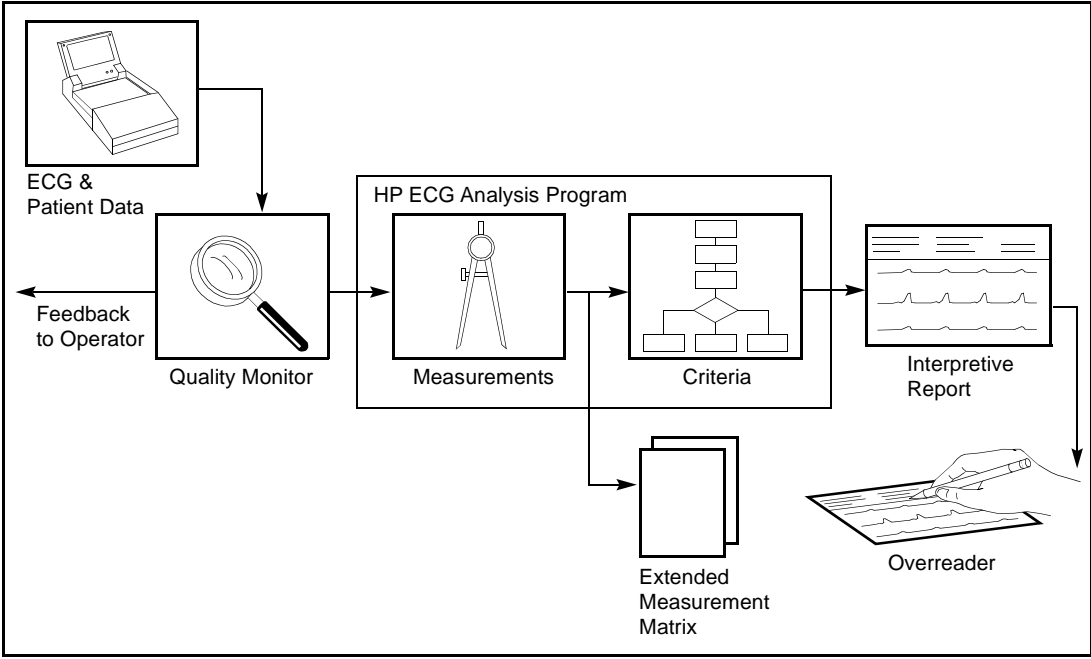 ECG &
Patient Data
HP ECG Analysis Program
Feedback
to Operator
Quality Monitor
Measurements
Criteria
Interpretive
Report
Extended
Measurement
Matrix
Overreader